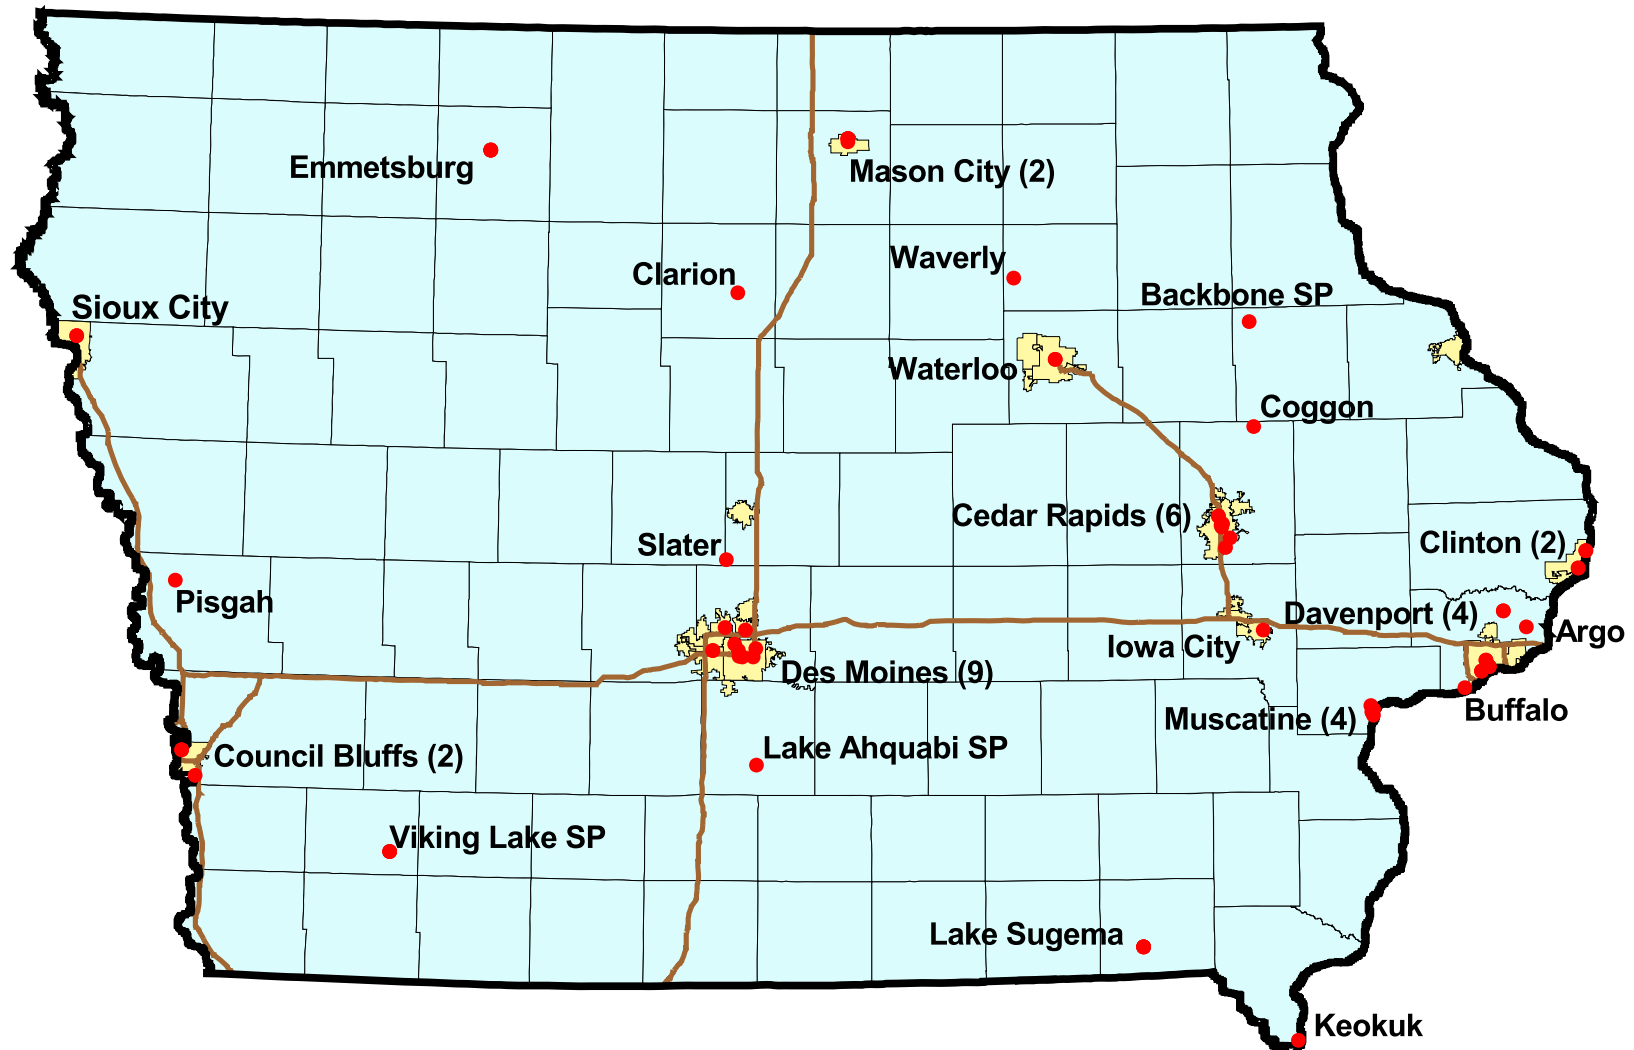 Emmetsburg
Mason City (2)
Waverly
Clarion
Backbone SP
Sioux City
Waterloo
Coggon
Cedar Rapids (6)
Clinton (2)
Slater
Pisgah
Davenport (4)
Argo
Iowa City
Des Moines (9)
Buffalo
Muscatine (4)
Lake Ahquabi SP
Council Bluffs (2)
Viking Lake SP
Lake Sugema
Keokuk